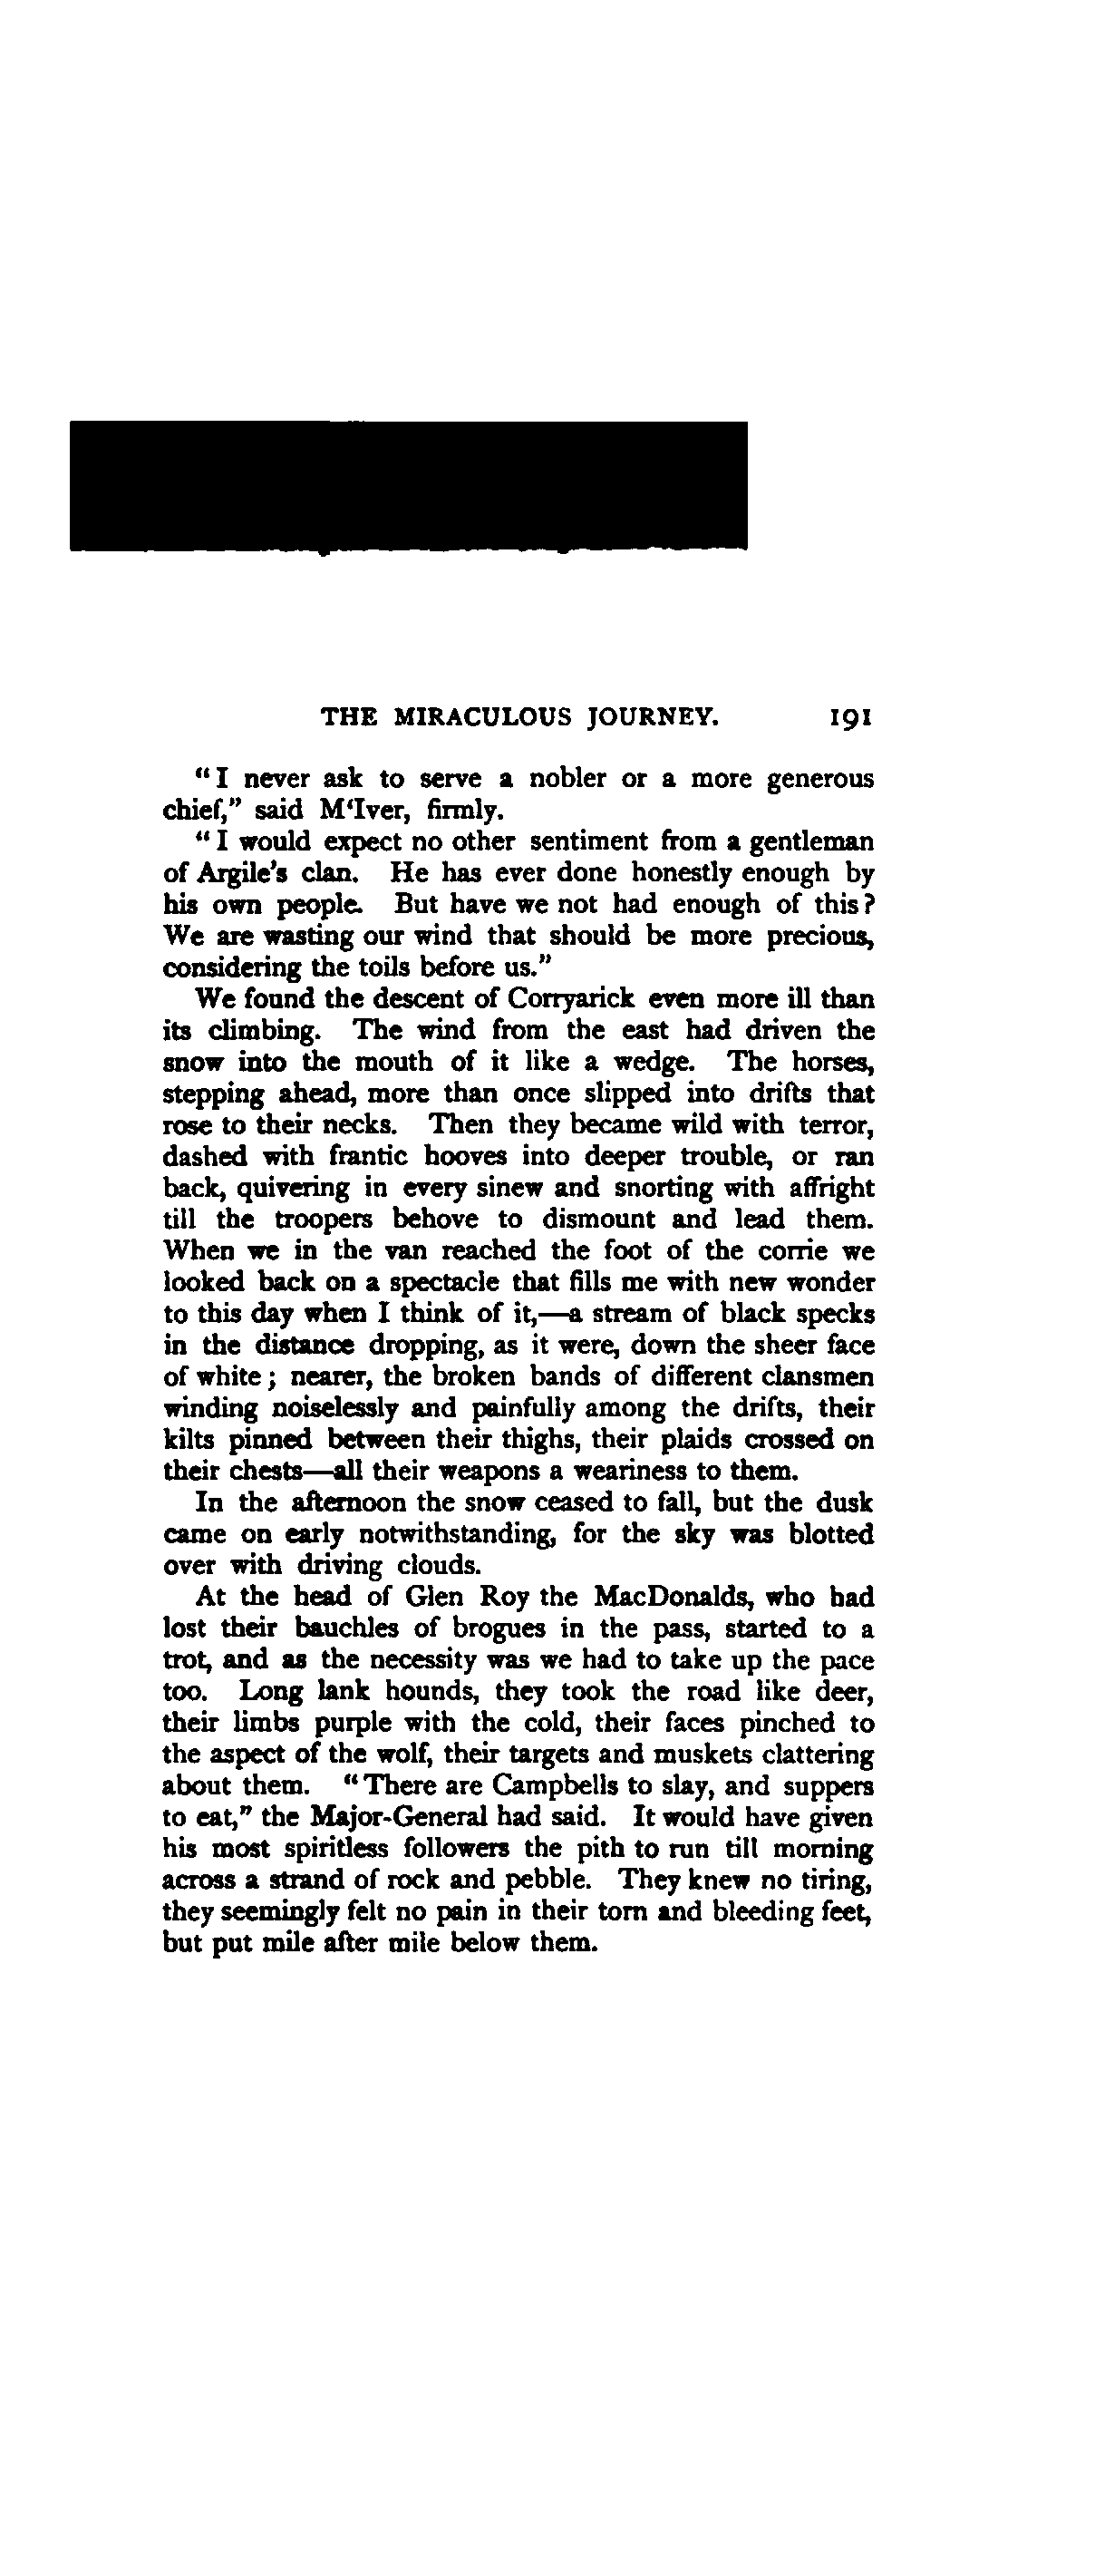 THE MIRACULOUS JOURNEY. 191
“I never ask to serve a nobler or a more generous
chief,” said M‘Iver, firmly.
“I would expect no other sentiment from a gentleman
of Argile’s clan. He has ever done honestly enough by
his own people. But have we not had enough of this?
We are wasting our wind that should be more precious,
considering the toils before us.”
We found the descent of Corryarick even more ill than
its climbing. The wind from the east had driven the
snow into the mouth of it like a wedge. The horses,
stepping ahead, more than once slipped into drifts that
rose to their necks. Then they became wild with terror,
dashed with frantic hooves into deeper trouble, or ran
back, quivering in every sinew and snorting with affright
till the troopers behove to dismount and lead them.
When we in the van reached the foot of the corrie we
looked back on a spectacle that fills me with new wonder
to this day when I think of it,—a stream of black specks
in the distance dropping, as it were, down the sheer face
of white; nearer, the broken bands of different clansmen
winding noiselessly and painfully among the drifts, their
kilts pinned between their thighs, their plaids crossed on
their chests—all their weapons a weariness to them.
In the afternoon the snow ceased to fall, but the dusk
came on early notwithstanding, for the sky was blotted
over with driving clouds.
At the head of Glen Roy the MacDonalds, who had
lost their bauchles of brogues in the pass, started to a
trot, and as the necessity was we had to take up the pace
too. Long lank hounds, they took the road like deer,
their limbs purple with the cold, their faces pinched to
the aspect of the wolf, their targets and muskets clattering
about them. “There are Campbells to slay, and suppers
to eat,” the Major-General had said. It would have given
his most spiritless followers the pith to run till morning
across a strand of rock and pebble. They knew no tiring,
they seemingly felt no pain in their torn and bleeding feet,
but put mile after mile below them.